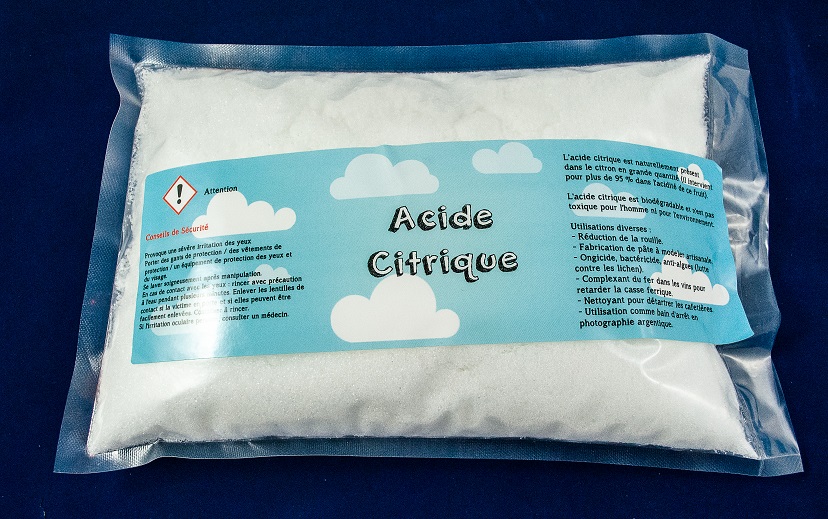 !
Attention
Conseils de Sécurité
Provoque une sévère irritation des yeux
Porter des gants de protection / des vêtements de
protection / un équipement de protection des yeux et
du visage.
Se laver soigneusement après manipulation.
En cas de contact avec les yeux : rincer avec précaution
à l'eau pendant plusieurs minutes. Enlever les lentilles de
contact si la victime et si elles peuvent être
facilement enlevées. à rincer.
Si l'irritation oculaire consulter un médecin.
Acide
Citrique
L'acide citrique est naturellement présent
dans le citron en grande quantité (il intervient
pour plus de 95 % dans l'acidité de ce fruit).
L'acide citrique est biodégradable et n'est pas
toxique pour l'homme ni pour l'environnement.
Utilisations diverses :
- Réduction de la rouille.
- Fabrication de pâte à modeler artisanale.
- Ongicide, bactéricide, anti-algues (lutte
contre les lichen).
- Complexant du fer dans les vins pour
retarder la casse ferrique.
- Nettoyant pour détartrer les cafetières.
- Utilisation comme bain d'arrêt en
photographie argentique.